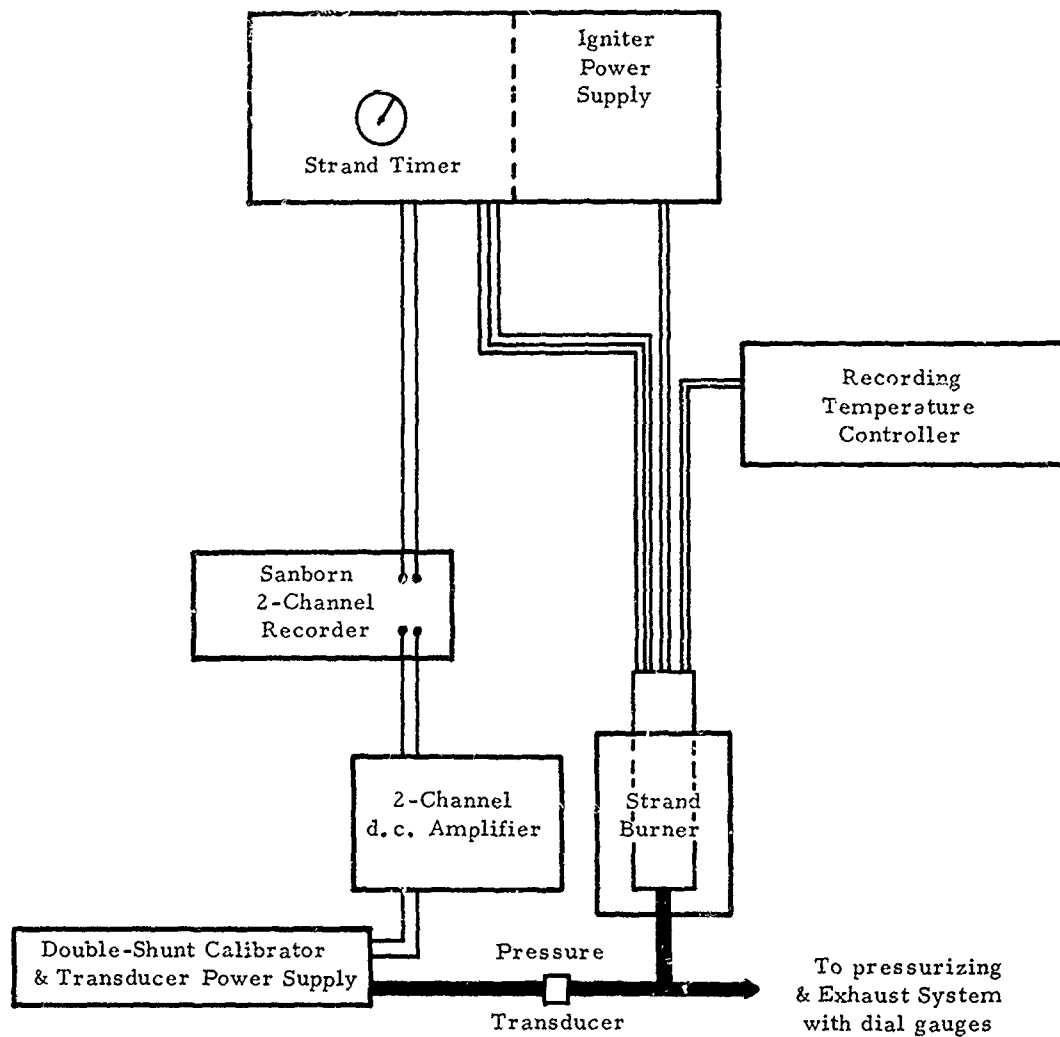 Igniter
Power
Supply
Strand Timer
Recording
Temperature
Controller
Sanborn
2-Channel
Recorder
2-Channel
d.c. Amplifier
Strand
Burner
Double-Shunt Calibrator
& Transducer Power Supply
Pressure
Transducer
To pressurizing
& Exhaust System
with dial gauges